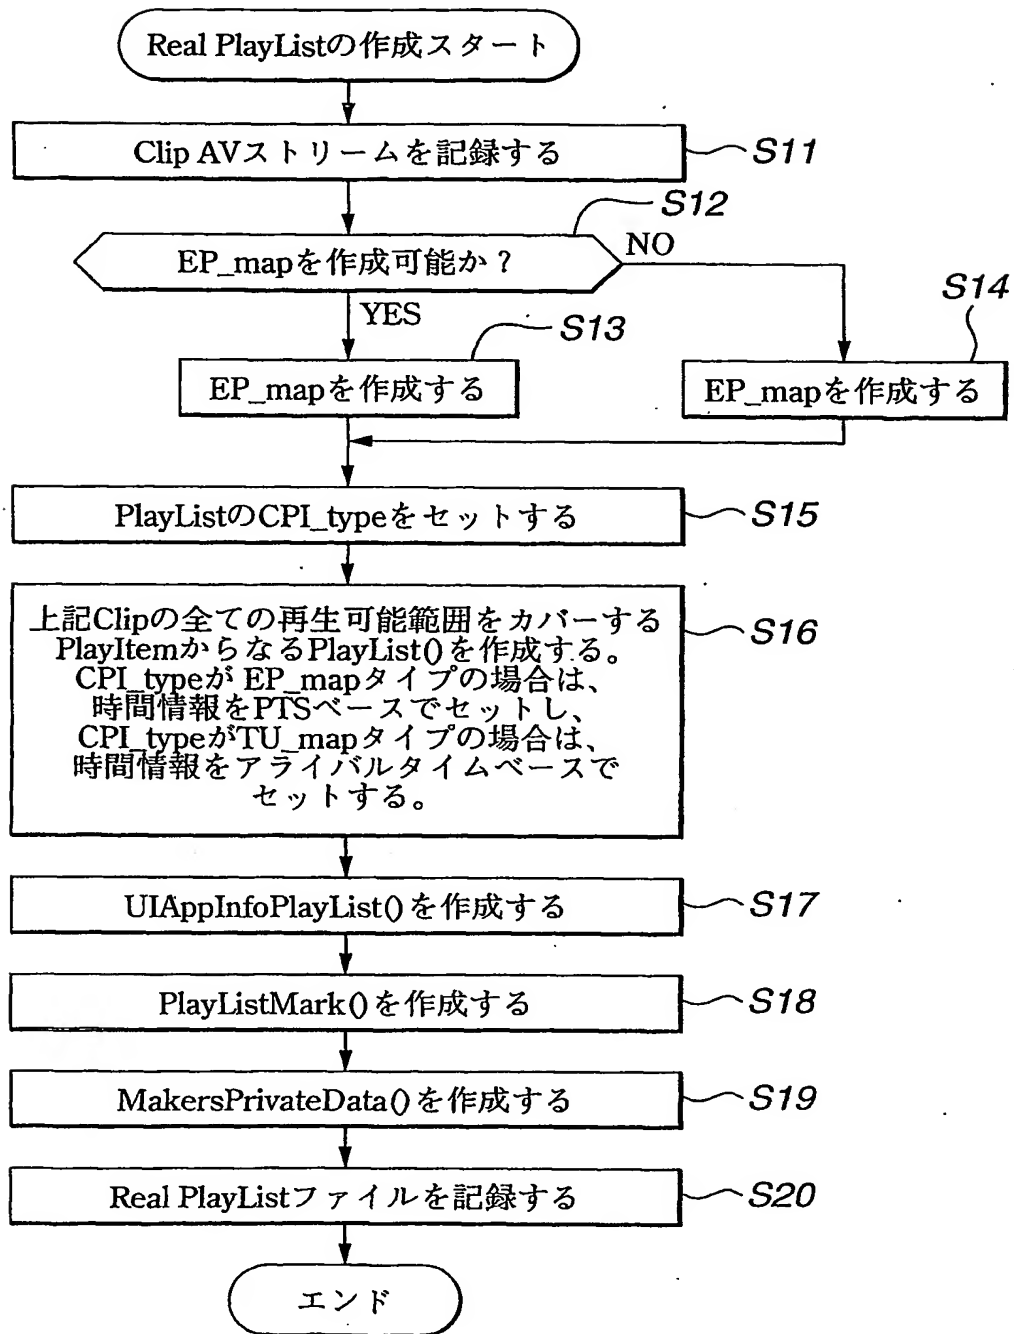 Real PlayListの作成スタート
Clip AVストリームを記録する
S11
S12
EP_mapを作成可能か？
NO
YES
S13
S14
EP_mapを作成する
EP_mapを作成する
PlayListのCPI_typeをセットする
S15
上記Clipの全ての再生可能範囲をカバーする
PlayItemからなるPlayList()を作成する。
CPI_typeが EP_mapタイプの場合は、
時間情報をPTSベースでセットし、
CPI_typeがTU_mapタイプの場合は、
時間情報をアライバルタイムベースで
セットする。
S16
UIAppInfoPlayList()を作成する
S17
PlayListMark()を作成する
S18
MakersPrivateData()を作成する
S19
Real PlayListファイルを記録する
S20
エンド